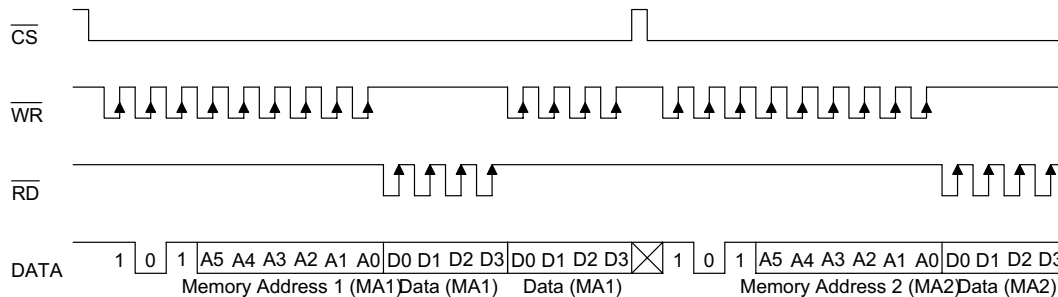 CS
WR
RD
DATA 1 0 1 A5 A4 A3 A2 A1 A0 D0 D1 D2 D3 D0 D1 D2 D3 1 0 1 A5 A4 A3 A2 A1 A0 D0 D1 D2 D3
Memory Address 1 (MA1) Data (MA1) Data (MA1) Memory Address 2 (MA2) Data (MA2)